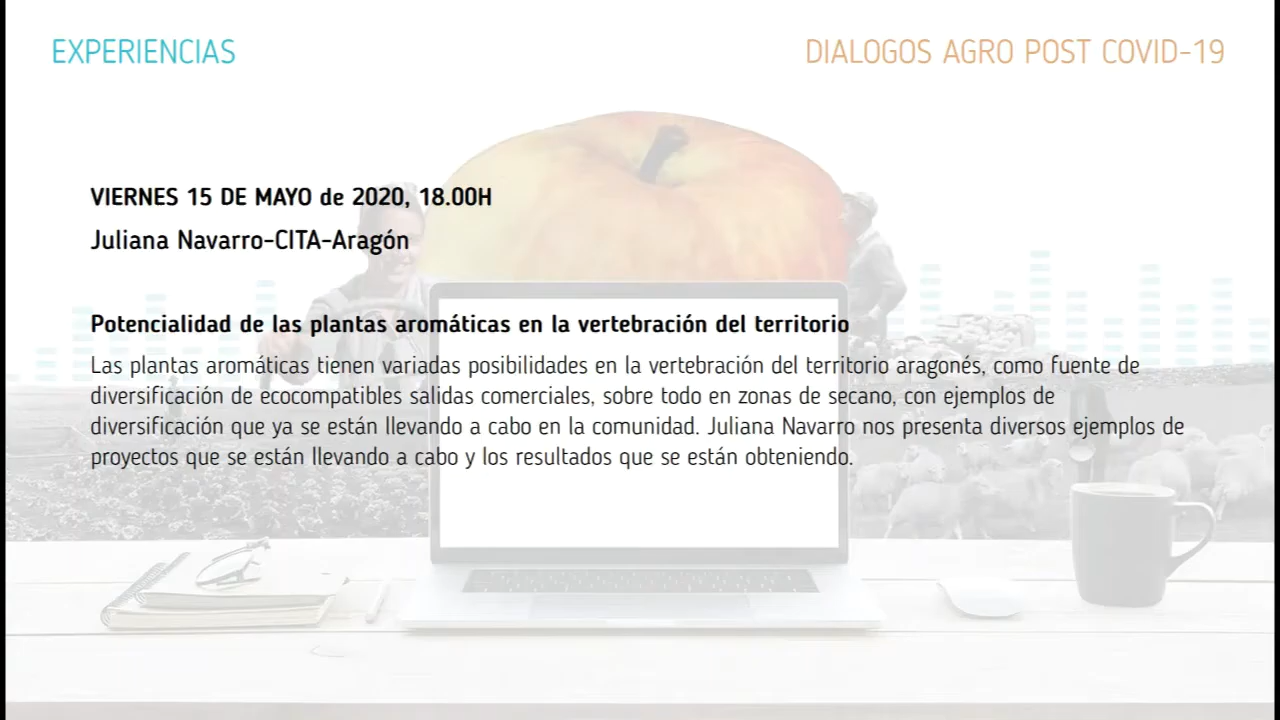 EXPERIENCIAS
DIALOGOS AGRO POST COVID-19
VIERNES 15 DE MAYO de 2020, 18.00H
Juliana Navarro-CITA-Aragón
Potencialidad de las plantas aromáticas en la vertebración del territorio
Las plantas aromáticas tienen variadas posibilidades en la vertebración del territorio aragonés, como fuente de
diversificación de ecocompatibles salidas comerciales, sobre todo en zonas de secano, con ejemplos de
diversificación que ya se están llevando a cabo en la comunidad. Juliana Navarro nos presenta diversos ejemplos de
proyectos que se están llevando a cabo y los resultados que se están obteniendo.